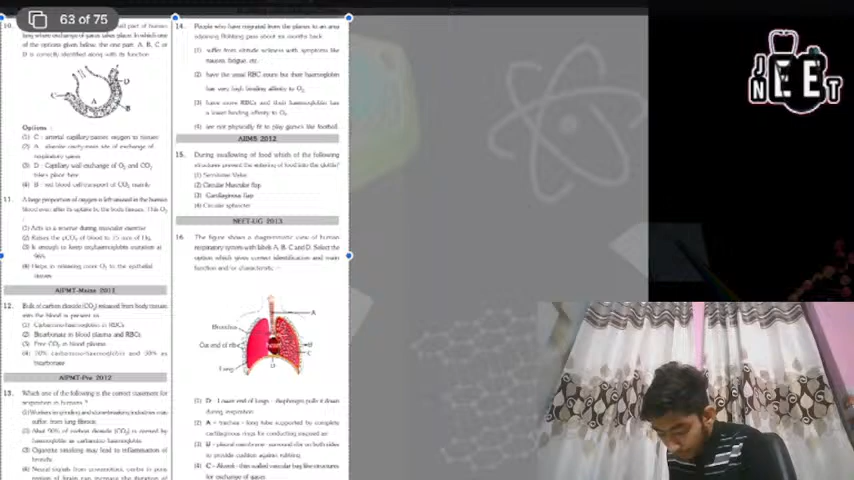 63 of 75
10.
all part of human
lung where exchange of gases takes place. In which one
of the options given below, the one part A, B, C or
D is correctly identified along with its function
C
D
A
B
Options :
(1) C : arterial capillary-passes oxygen to tissues
(2) A : alveolar cavity-main site of exchange of
respiratory gases
(3) D : Capillary wall-exchange of O₂ and CO₂
takes place here
(4) B : red blood cell-transport of CO₂ mainly
11. A large proportion of oxygen is left unused in the human
blood even after its uptake by the body tissues. This O₂
:
(1) Acts as a reserve during muscular exercise
(2) Raises the pCO₂ of blood to 75 mm of Hg.
(3) Is enough to keep oxyhaemoglobin saturation at
96%
(4) Helps in releasing more O₂ to the epithelial
tissues
AIPMT-Mains 2011
12. Bulk of carbon dioxide (CO₂) released from body tissues
into the blood is present as
(1) Carbamino-haemoglobin in RBCs
(2) Bicarbonate in blood plasma and RBCs
(3) Free CO₂ in blood plasma
(4) 70% carbamino-haemoglobin and 30% as
bicarbonate
AIPMT-Pre 2012
13. Which one of the following is the correct statement for
respiration in humans ?
(1) Workers in grinding and stone-breaking industries may
suffer from lung fibrosis
(2) About 90% of carbon dioxide (CO₂) is carried by
haemoglobin as carbamino haemoglobin
(3) Cigarette smoking may lead to inflammation of
bronchi
(4) Neural signals from pneumotaxic centre in pons
region of brain can increase the duration of
14. People who have migrated from the planes to an area
adjoining Rohtang pass about six months back
(1) suffer from altitude sickness with symptoms like
nausea, fatigue, etc.
(2) have the usual RBC count but their haemoglobin
has very high binding affinity to O₂
(3) have more RBCs and their haemoglobin has
a lower binding affinity to O₂
(4) are not physically fit to play games like football.
AIIMS 2012
15. During swallowing of food which of the following
structures prevent the entering of food into the glottis?
(1) Semilunar Valve
(2) Circular Muscular flap
(3) Cartilaginous flap
(4) Circular sphincter
NEET-UG 2013
16. The figure shows a diagrammatic view of human
respiratory system with labels A, B, C and D. Select the
option which gives correct identification and main
function and/or characteristic :-
A
Bronchus
Cut end of rib
B
C
heart
Lung
D
(1) D - Lower end of lungs - diaphragm pulls it down
during inspiration
(2) A - trachea - long tube supported by complete
cartilaginous rings for conducting inspired air
(3) B - pleural membrane - surround ribs on both sides
to provide cushion against rubbing
(4) C - Alveoli - thin walled vascular bag like structures
for exchange of gases
JN
NEET